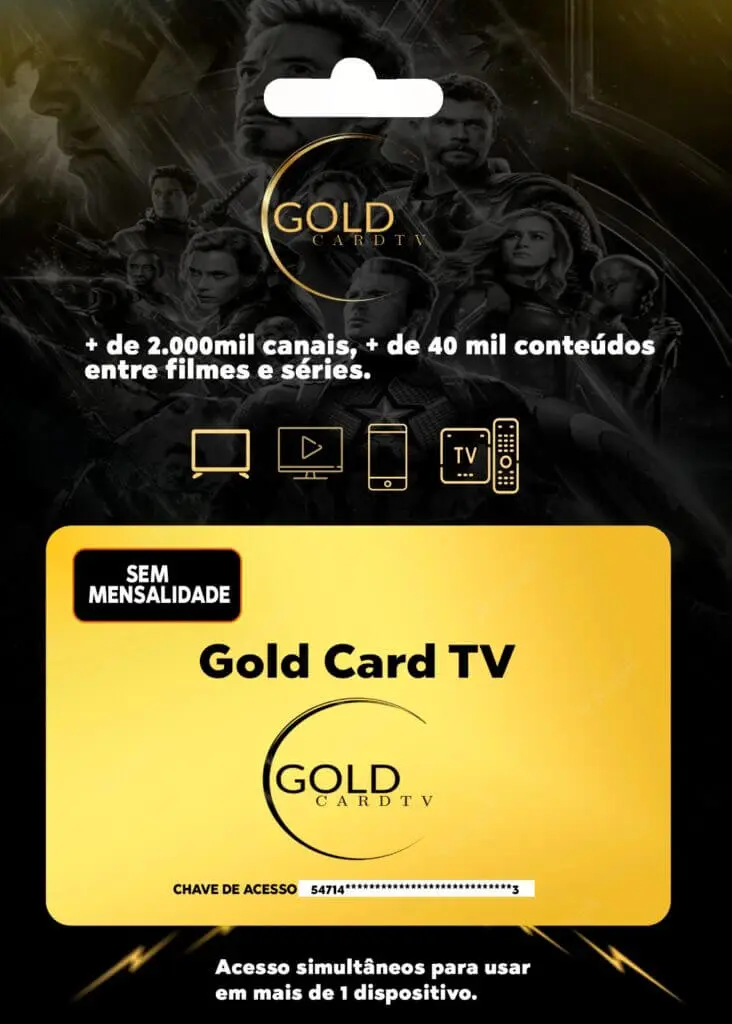 GOLD
CARDTV
+ de 2.000mil canais, + de 40 mil conteúdos
entre filmes e séries.
TV
SEM
MENSALIDADE
Gold Card TV
GOLD
CARDTV
CHAVE DE ACESSO 54714*****************************3
Acesso simultâneos para usar
em mais de 1 dispositivo.